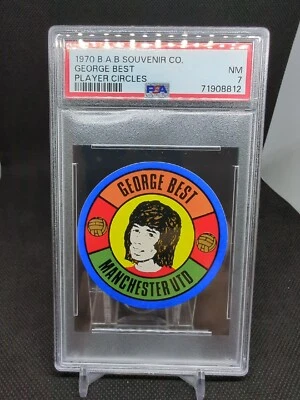 1970 B.A.B. SOUVENIR CO.
GEORGE BEST NM
PLAYER CIRCLES 7
PSA 71908812
GEORGE BEST
MANCHESTER UTD